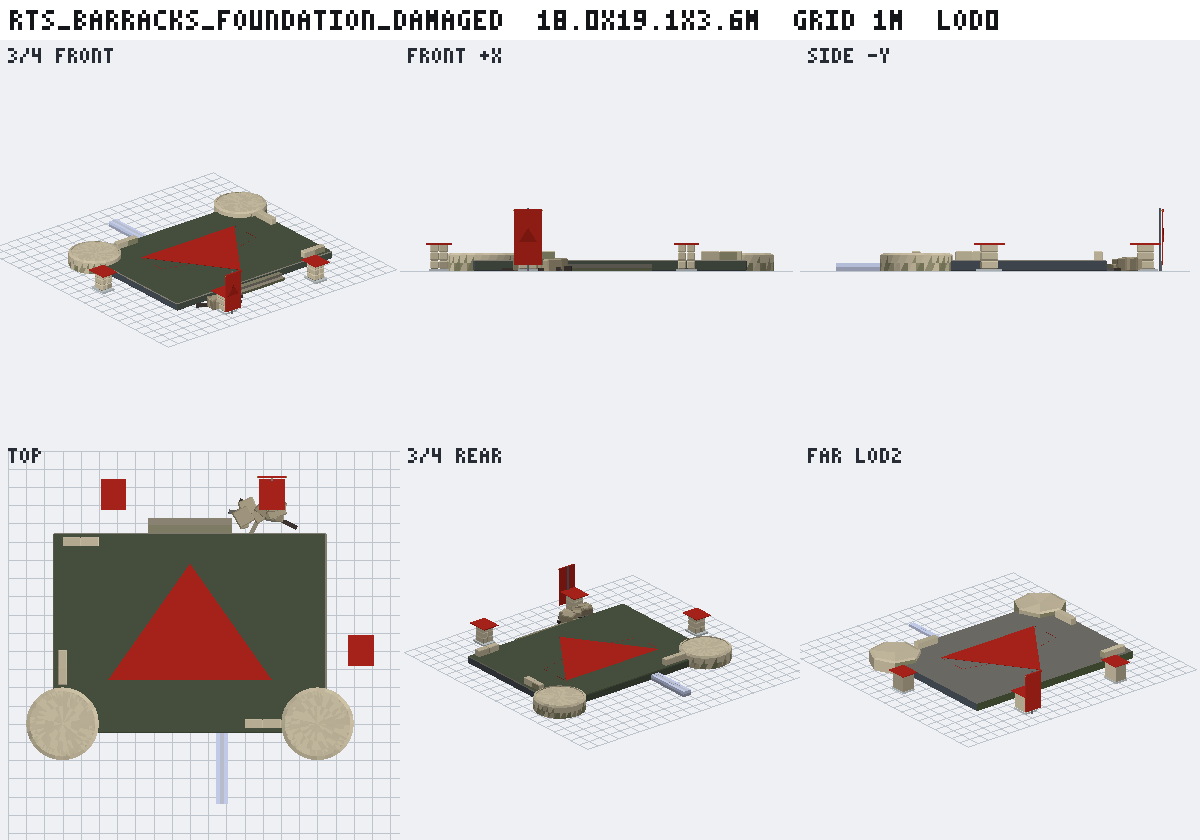 RTS_BARRACKS_FOUNDATION_DAMAGED  18.0X19.1X3.6M  GRID 1M  LOD0
3/4 FRONT
FRONT +X
SIDE -Y
TOP
3/4 REAR
FAR LOD2